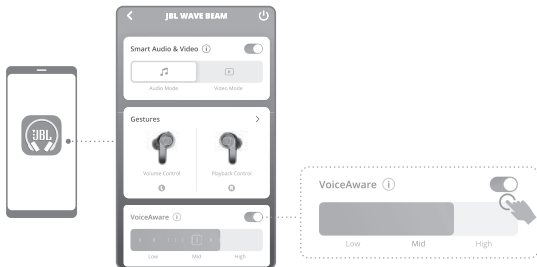 JBL WAVE BEAM
Smart Audio & Video
Audio Mode Video Mode
JBL
Gestures
Volume Control Playback Control
L R
VoiceAware
Low Mid High
VoiceAware
Low Mid High